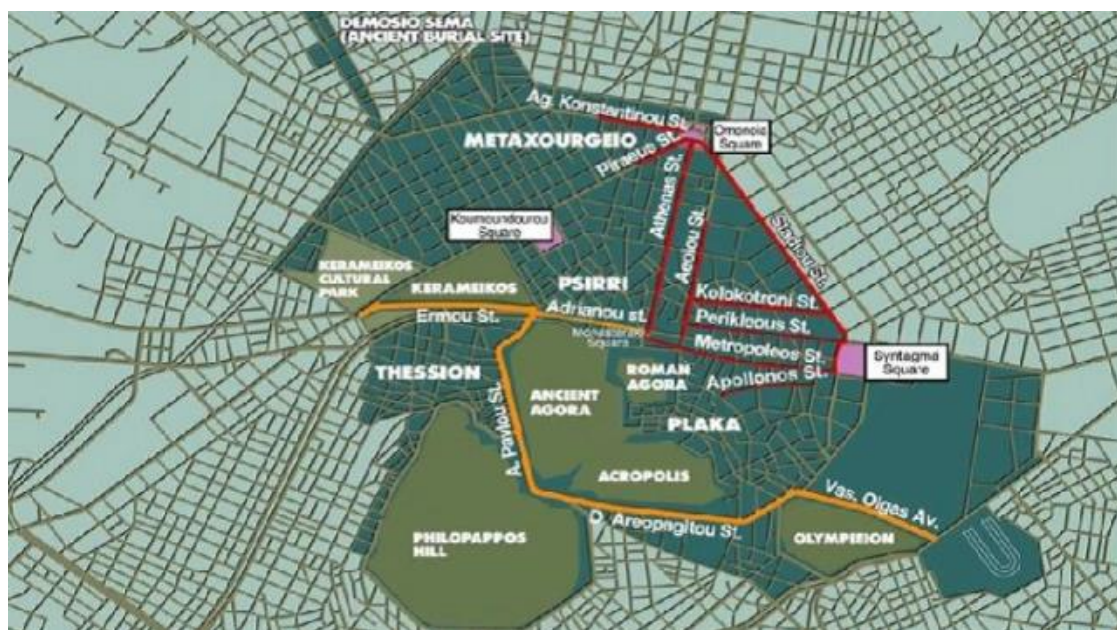 DEMOSIO SEMA
(ANCIENT BURIAL SITE)
Ag. Konstantinou St.
METAXOURGEIO
Omonoia
Square
Piraeus St.
Athenas St.
Aeolou St.
Stadiou St.
Koumoundourou
Square
KERAMEIKOS
CULTURAL
PARK
KERAMEIKOS
PSIRRI
Ermou St.
Adrianou st.
Monastiraki
Square
Kolokotroni St.
Perikleous St.
Metropoleos St.
Apollonos St.
Syntagma
Square
THESSION
A. Pavlou St.
ANCIENT
AGORA
ROMAN
AGORA
PLAKA
ACROPOLIS
PHILOPAPPOS
HILL
D. Areopagitou St.
Vas. Olgas Av.
OLYMPIEION